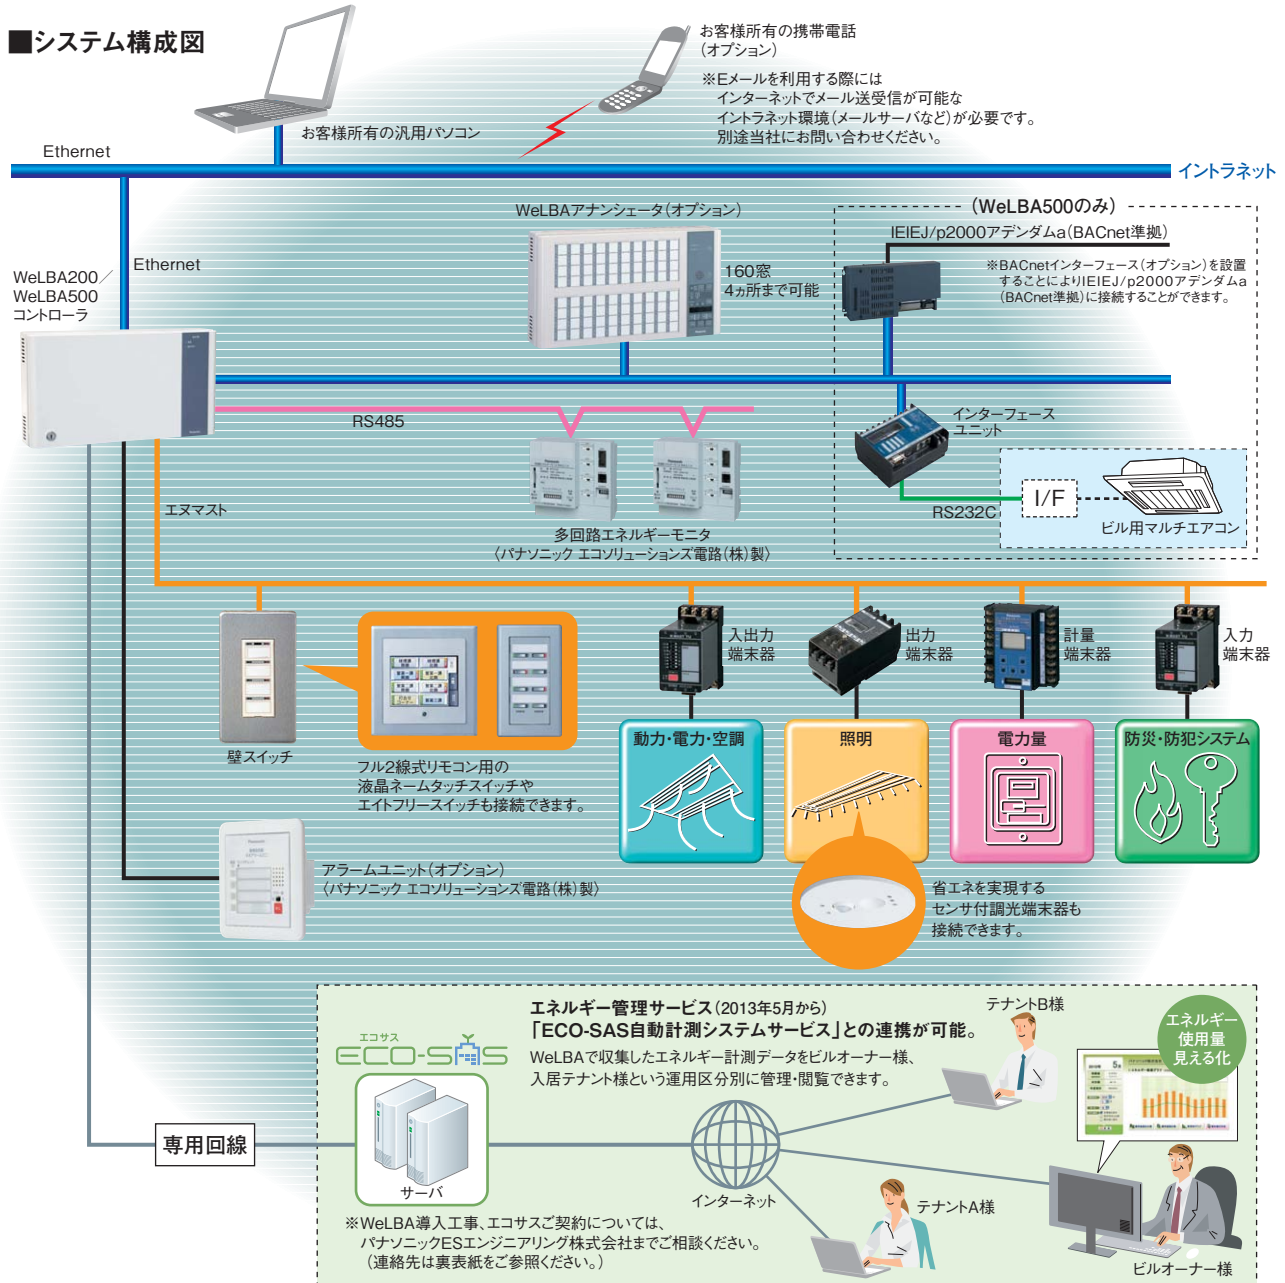 ■システム構成図
お客様所有の携帯電話
(オプション)
※Eメールを利用する際には
インターネットでメール送受信が可能な
イントラネット環境(メールサーバなど)が必要です。
別途当社にお問い合わせください。
お客様所有の汎用パソコン
Ethernet
イントラネット
WeLBAアナンシェータ(オプション)
(WeLBA500のみ)
IEIEJ/p2000アデンダムa(BACnet準拠)
Ethernet
WeLBA200/
WeLBA500
コントローラ
160窓
4ヵ所まで可能
※BACnetインターフェース(オプション)を設置
することによりIEIEJ/p2000アデンダムa
(BACnet準拠)に接続することができます。
RS485
インターフェース
ユニット
エヌマスト
多回路エネルギーモニタ
〈パナソニック エコソリューションズ電路(株)製〉
RS232C
I/F
ビル用マルチエアコン
入出力
端末器
出力
端末器
計量
端末器
入力
端末器
壁スイッチ
フル2線式リモコン用の
液晶ネームタッチスイッチや
エイトフリースイッチも接続できます。
動力・電力・空調
照明
電力量
防災・防犯システム
アラームユニット(オプション)
〈パナソニック エコソリューションズ電路(株)製〉
省エネを実現する
センサ付調光端末器も
接続できます。
エネルギー管理サービス(2013年5月から)
「ECO-SAS自動計測システムサービス」との連携が可能。
エコサス
ECO-SAS
WeLBAで収集したエネルギー計測データをビルオーナー様、
入居テナント様という運用区分別に管理・閲覧できます。
テナントB様
エネルギー
使用量
見える化
専用回線
サーバ
インターネット
テナントA様
ビルオーナー様
※WeLBA導入工事、エコサスご契約については、
パナソニックESエンジニアリング株式会社までご相談ください。
(連絡先は裏表紙をご参照ください。)